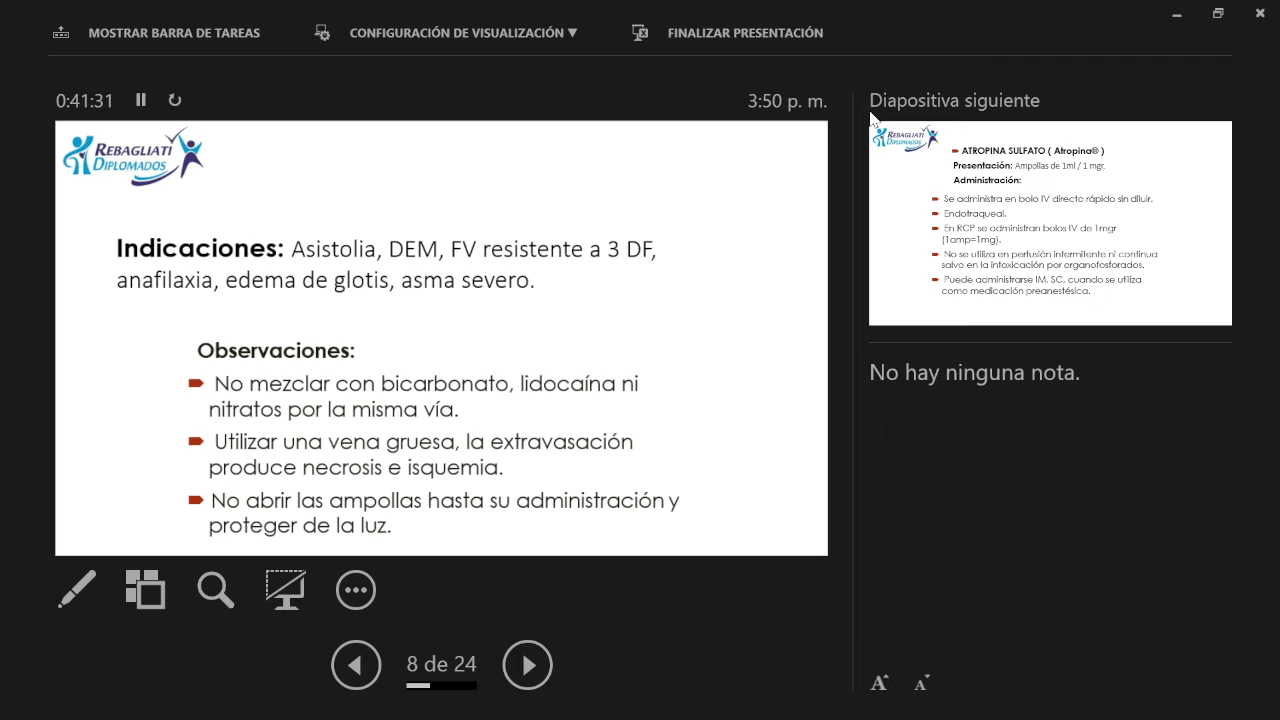 MOSTRAR BARRA DE TAREAS
CONFIGURACIÓN DE VISUALIZACIÓN ▼
FINALIZAR PRESENTACIÓN
0:41:31
3:50 p. m.
REBAGLIATI
DIPLOMADOS
Indicaciones: Asistolia, DEM, FV resistente a 3 DF,
anafilaxia, edema de glotis, asma severo.
Observaciones:
No mezclar con bicarbonato, lidocaína ni
nitratos por la misma vía.
Utilizar una vena gruesa, la extravasación
produce necrosis e isquemia.
No abrir las ampollas hasta su administración y
proteger de la luz.
8 de 24
Diapositiva siguiente
REBAGLIATI
DIPLOMADOS
ATROPINA SULFATO ( Atropina® )
Presentación: Ampollas de 1ml / 1 mgr.
Administración:
Se administra en bolo IV directo rápido sin diluir.
Endotraqueal.
En RCP se administran bolos IV de 1mgr
(1amp=1mg).
No se utiliza en perfusión intermitente ni continua
salvo en la intoxicación por organofosforados.
Puede administrarse IM, SC, cuando se utiliza
como medicación preanestésica.
No hay ninguna nota.
A A